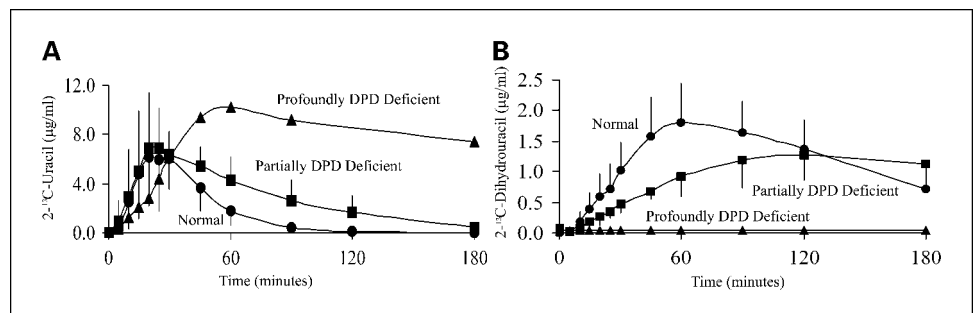 A
2-¹³C-Uracil (µg/ml)
12.0
8.0
4.0
0.0
Profoundly DPD Deficient
Partially DPD Deficient
Normal
0 60 120 180
Time (minutes)
B
2-¹³C-Dihydrouracil (µg/ml)
2.5
2.0
1.5
1.0
0.5
0.0
Normal
Partially DPD Deficient
Profoundly DPD Deficient
0 60 120 180
Time (minutes)